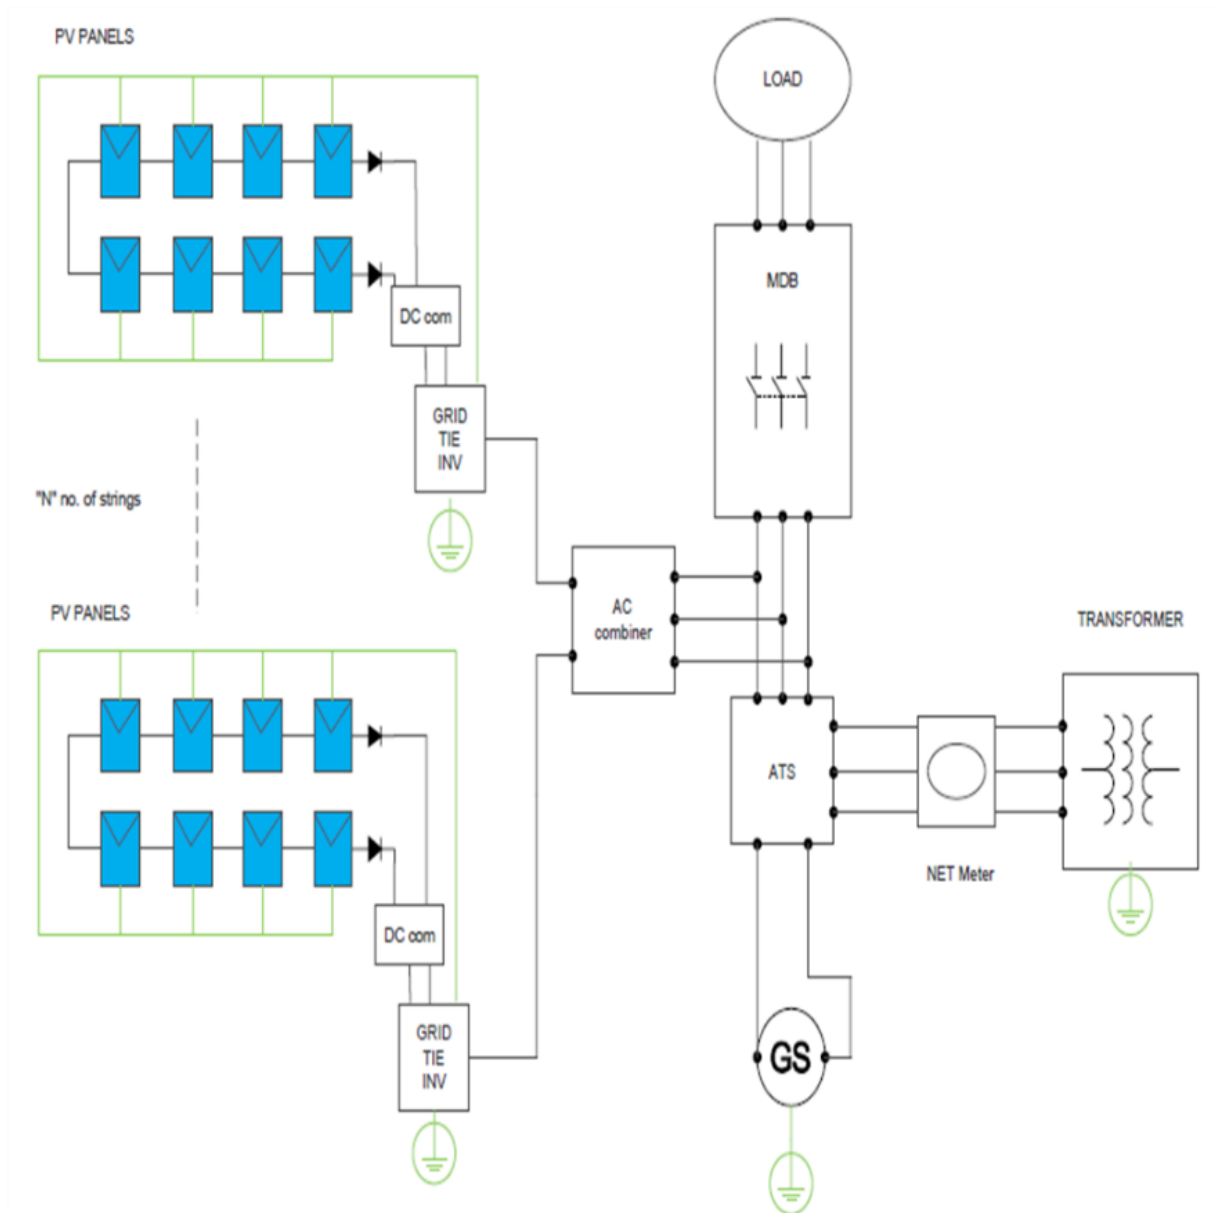 PV PANELS
LOAD
MDB
DC com
GRID
TIE
INV
"N" no. of strings
AC
combiner
PV PANELS
TRANSFORMER
ATS
NET Meter
DC com
GRID
TIE
INV
GS